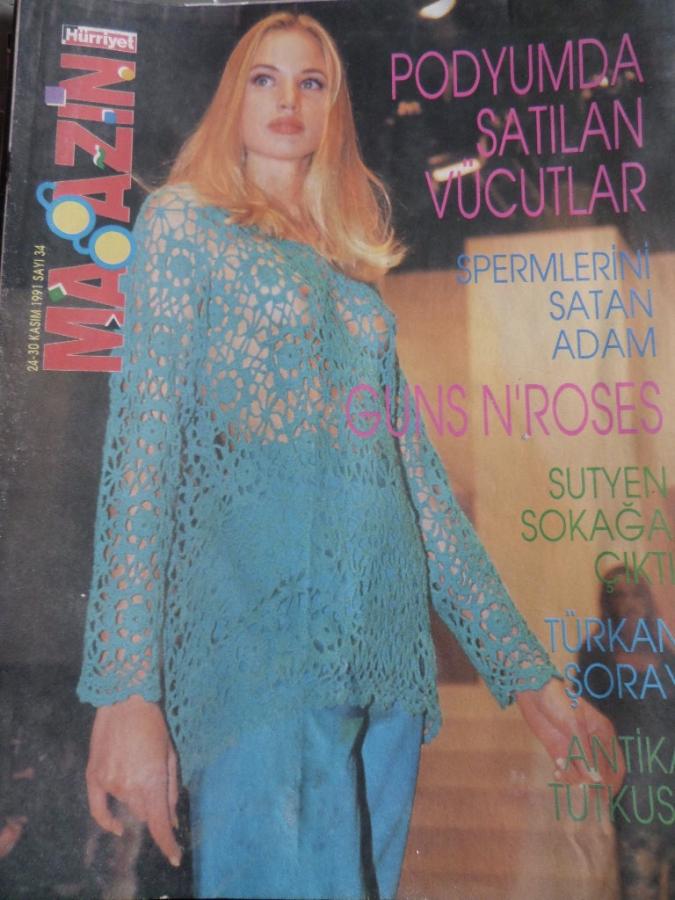 Hürriyet
MAGAZİN
24-30 KASIM 1991 SAYI 34
PODYUMDA
SATILAN
VÜCUTLAR
SPERMLERİNİ
SATAN
ADAM
GUNS N'ROSES
SUTYEN
SOKAĞA
ÇIKTI
TÜRKAN
ŞORAY
ANTİKA
TUTKUS